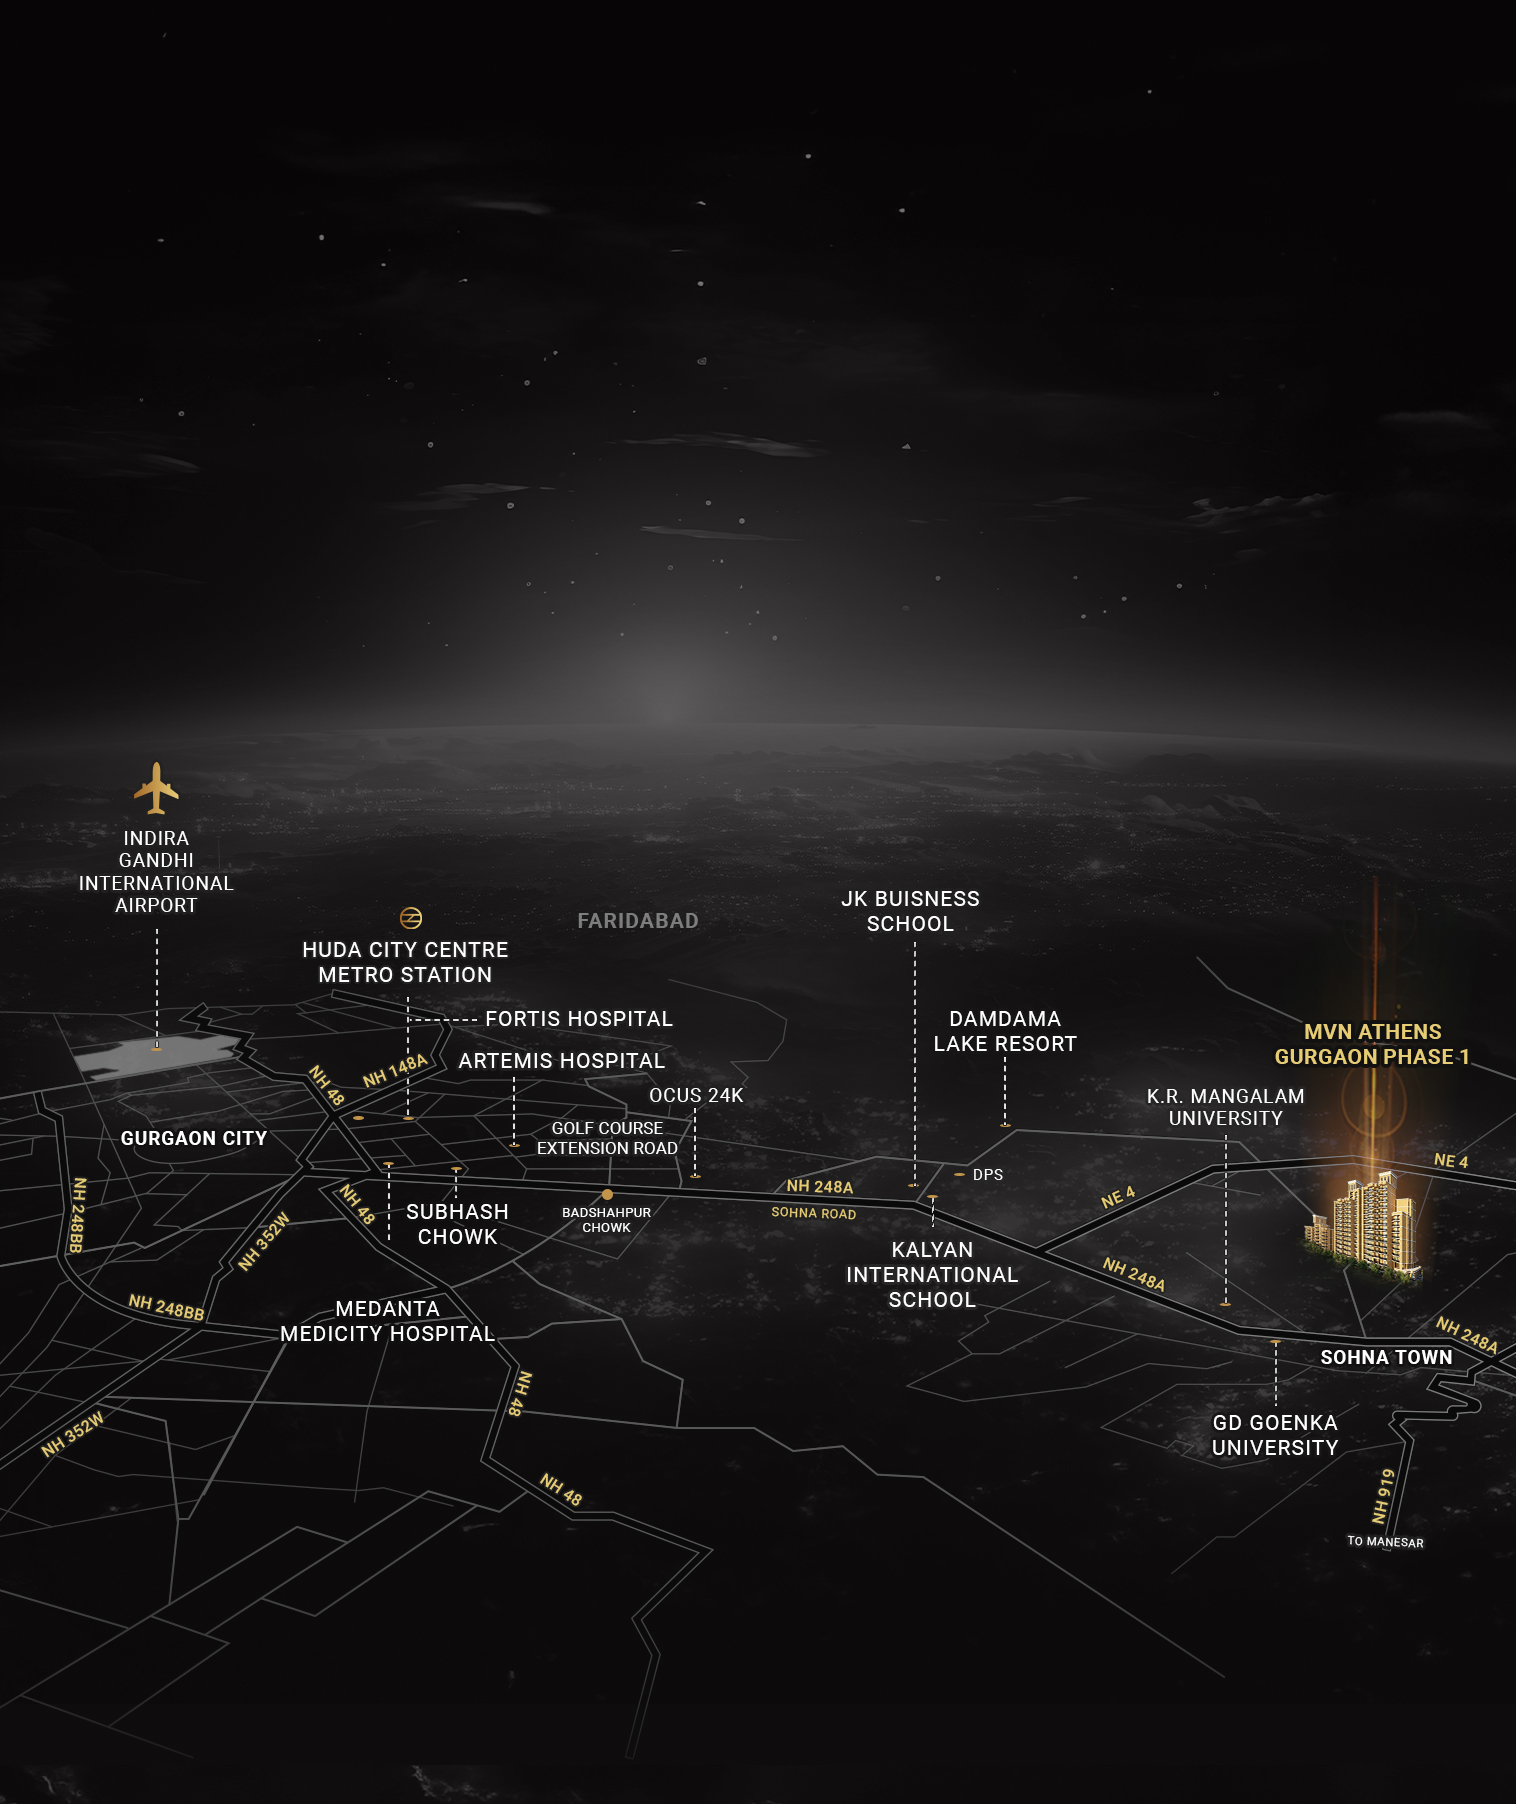 INDIRA
GANDHI
INTERNATIONAL
AIRPORT
HUDA CITY CENTRE
METRO STATION
FARIDABAD
JK BUISNESS
SCHOOL
FORTIS HOSPITAL
DAMDAMA
LAKE RESORT
MVN ATHENS
GURGAON PHASE 1
ARTEMIS HOSPITAL
NH 48
NH 148A
OCUS 24K
K.R. MANGALAM
UNIVERSITY
GURGAON CITY
GOLF COURSE
EXTENSION ROAD
NE 4
DPS
NH 248A
SOHNA ROAD
NE 4
NH 248BB
NH 48
NH 352W
SUBHASH
CHOWK
BADSHAHPUR
CHOWK
KALYAN
INTERNATIONAL
SCHOOL
NH 248A
NH 248BB
MEDANTA
MEDICITY HOSPITAL
NH 248A
SOHNA TOWN
NH 48
NH 352W
GD GOENKA
UNIVERSITY
NH 48
NH 919
TO MANESAR